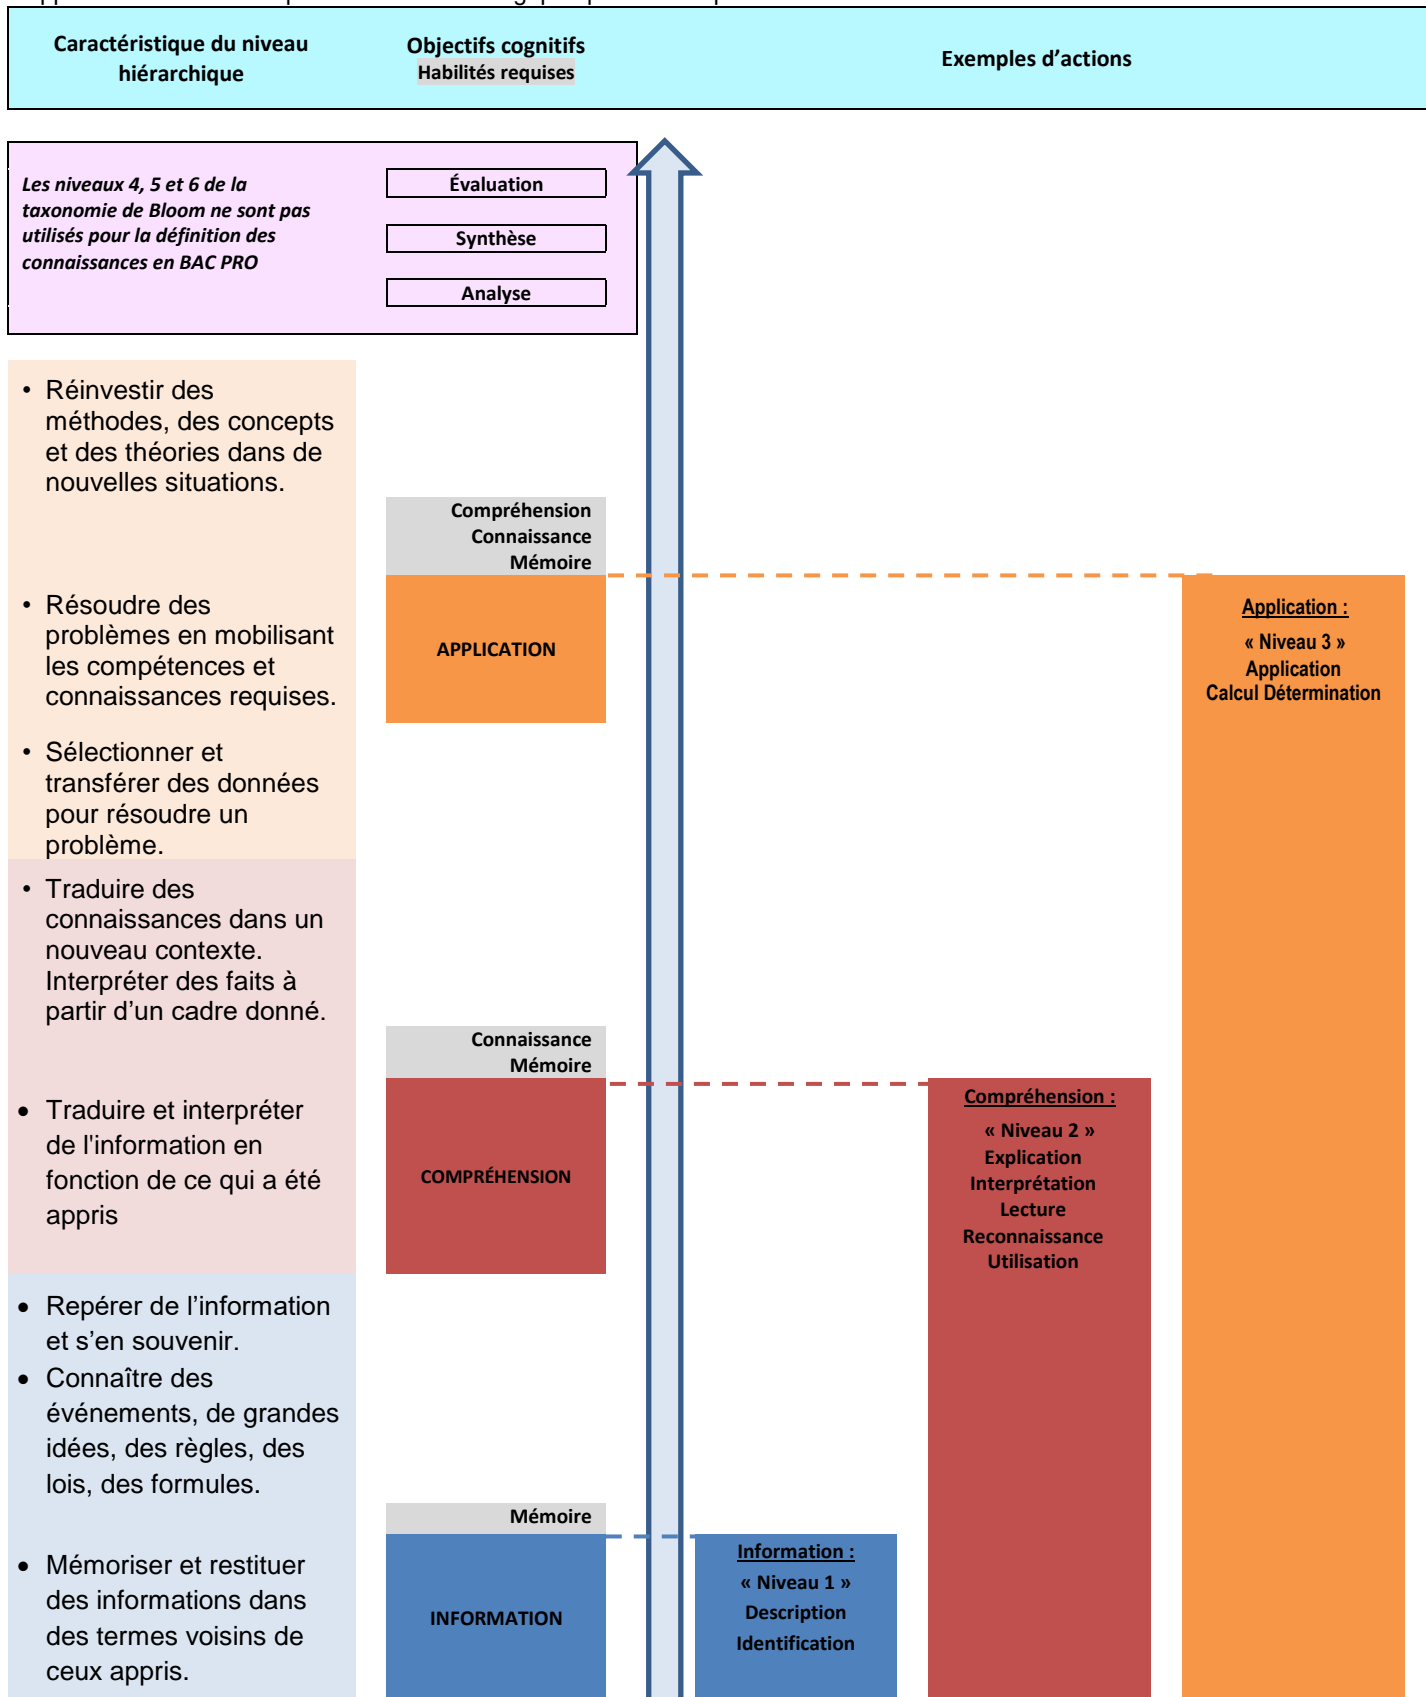 Caractéristique du niveau
hiérarchique
Objectifs cognitifs
Habilités requises
Exemples d’actions
Les niveaux 4, 5 et 6 de la
taxonomie de Bloom ne sont pas
utilisés pour la définition des
connaissances en BAC PRO
Évaluation
Synthèse
Analyse
• Réinvestir des
méthodes, des concepts
et des théories dans de
nouvelles situations.
Compréhension
Connaissance
Mémoire
• Résoudre des
problèmes en mobilisant
les compétences et
connaissances requises.
APPLICATION
Application :
« Niveau 3 »
Application
Calcul Détermination
• Sélectionner et
transférer des données
pour résoudre un
problème.
• Traduire des
connaissances dans un
nouveau contexte.
Interpréter des faits à
partir d’un cadre donné.
Connaissance
Mémoire
• Traduire et interpréter
de l'information en
fonction de ce qui a été
appris
COMPRÉHENSION
Compréhension :
« Niveau 2 »
Explication
Interprétation
Lecture
Reconnaissance
Utilisation
• Repérer de l’information
et s’en souvenir.
• Connaître des
événements, de grandes
idées, des règles, des
lois, des formules.
Mémoire
• Mémoriser et restituer
des informations dans
des termes voisins de
ceux appris.
INFORMATION
Information :
« Niveau 1 »
Description
Identification